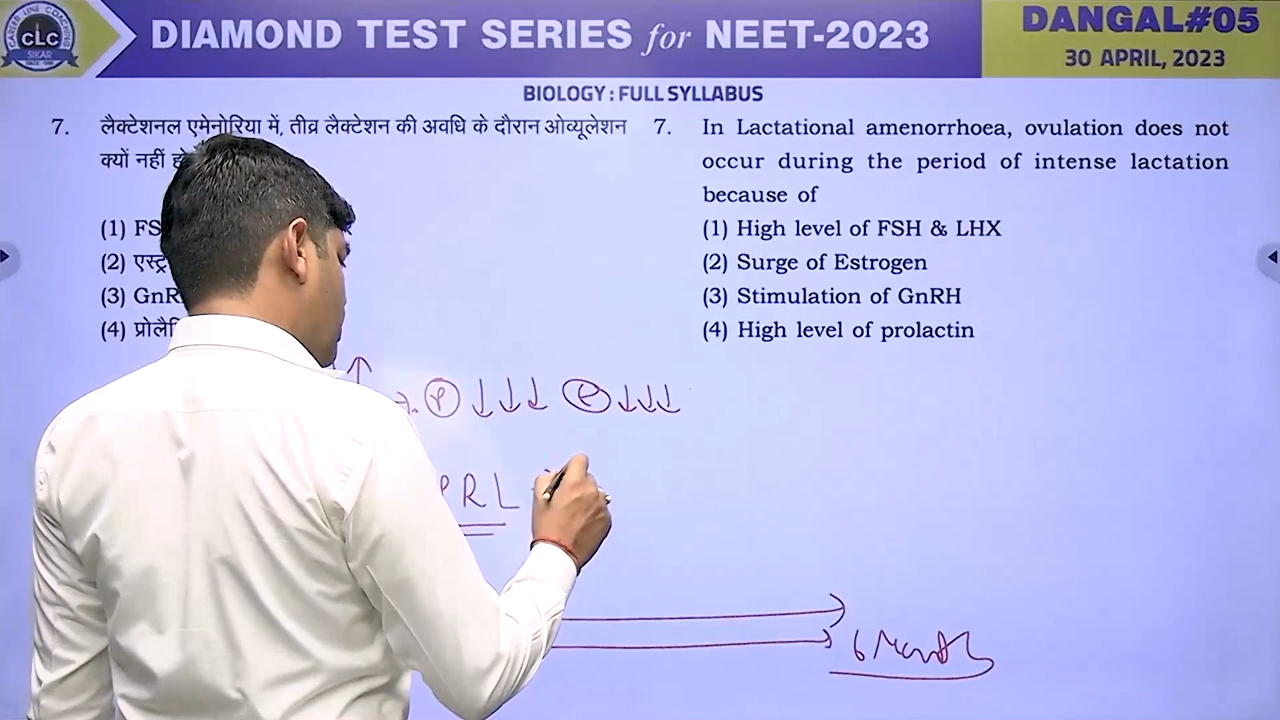 CAREER LINE COACHING
CLC
SIKAR
DIAMOND TEST SERIES for NEET-2023
DANGAL#05
30 APRIL, 2023
BIOLOGY : FULL SYLLABUS
7. लैक्टेशनल एमेनोरिया में, तीव्र लैक्टेशन की अवधि के दौरान ओव्यूलेशन
क्यों नहीं
(1) FS
(2) एस्ट्र
(3) GnR
(4) प्रोलै
7. In Lactational amenorrhoea, ovulation does not
occur during the period of intense lactation
because of
(1) High level of FSH & LHX
(2) Surge of Estrogen
(3) Stimulation of GnRH
(4) High level of prolactin
P ↓↓↓ E ↓↓↓
PRL
6 Month